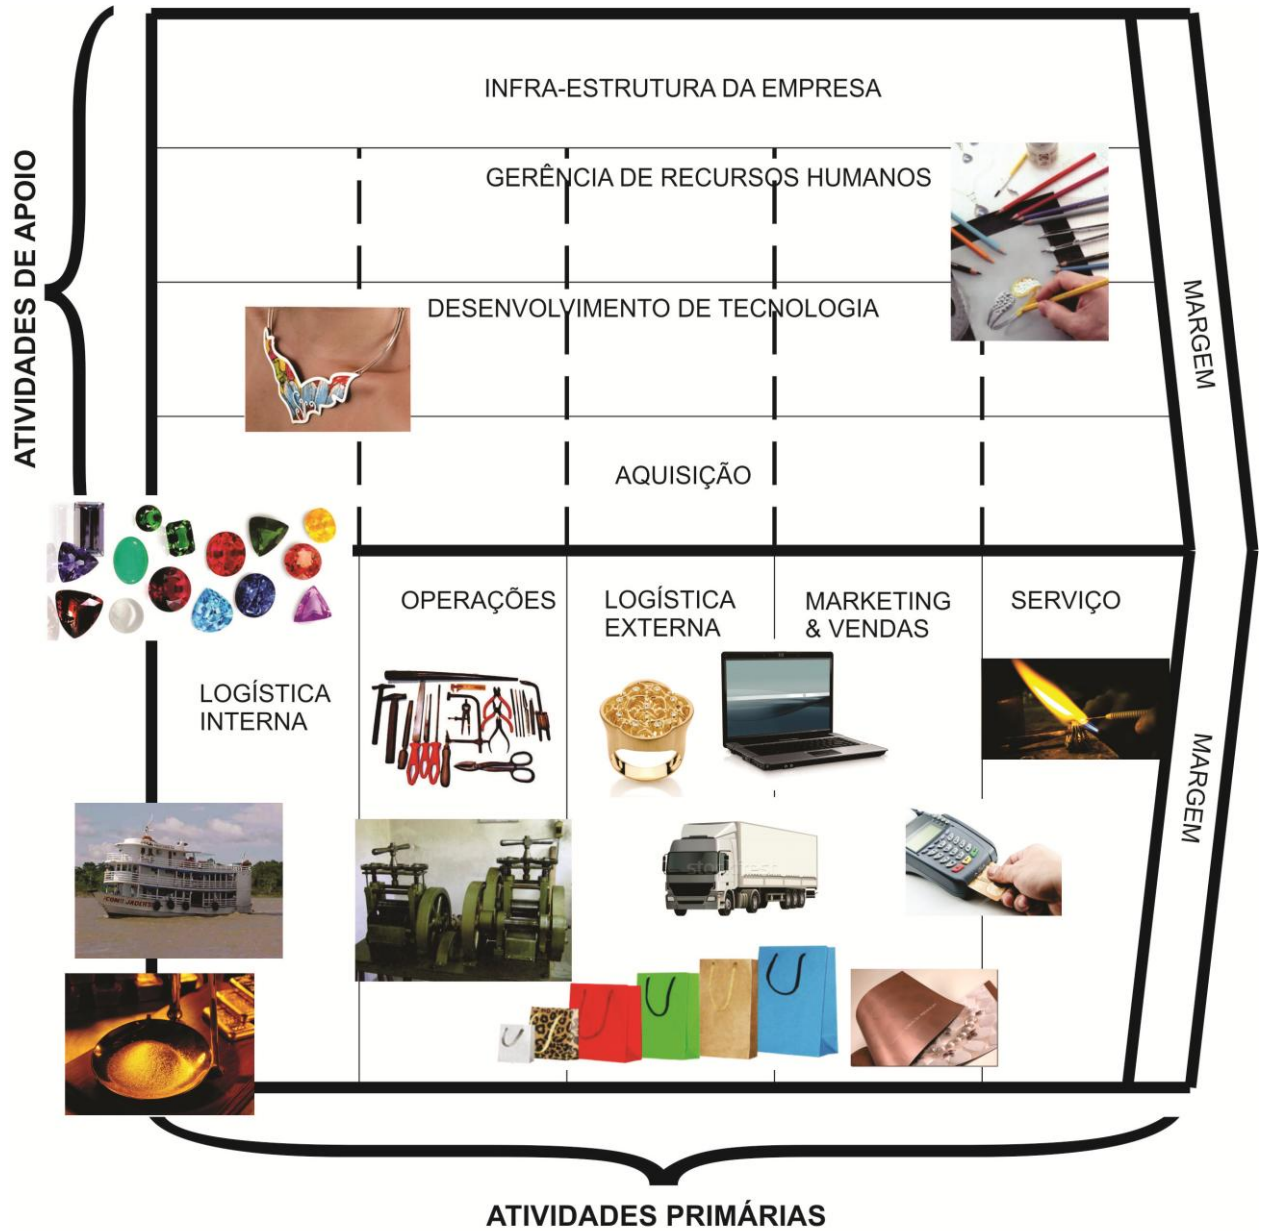 INFRA-ESTRUTURA DA EMPRESA
GERÊNCIA DE RECURSOS HUMANOS
DESENVOLVIMENTO DE TECNOLOGIA
AQUISIÇÃO
ATIVIDADES DE APOIO
MARGEM
LOGÍSTICA
INTERNA
OPERAÇÕES
LOGÍSTICA
EXTERNA
MARKETING
& VENDAS
SERVIÇO
MARGEM
ATIVIDADES PRIMÁRIAS